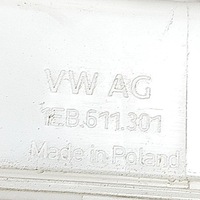 VW AG
1EB.611.301
Made in Poland